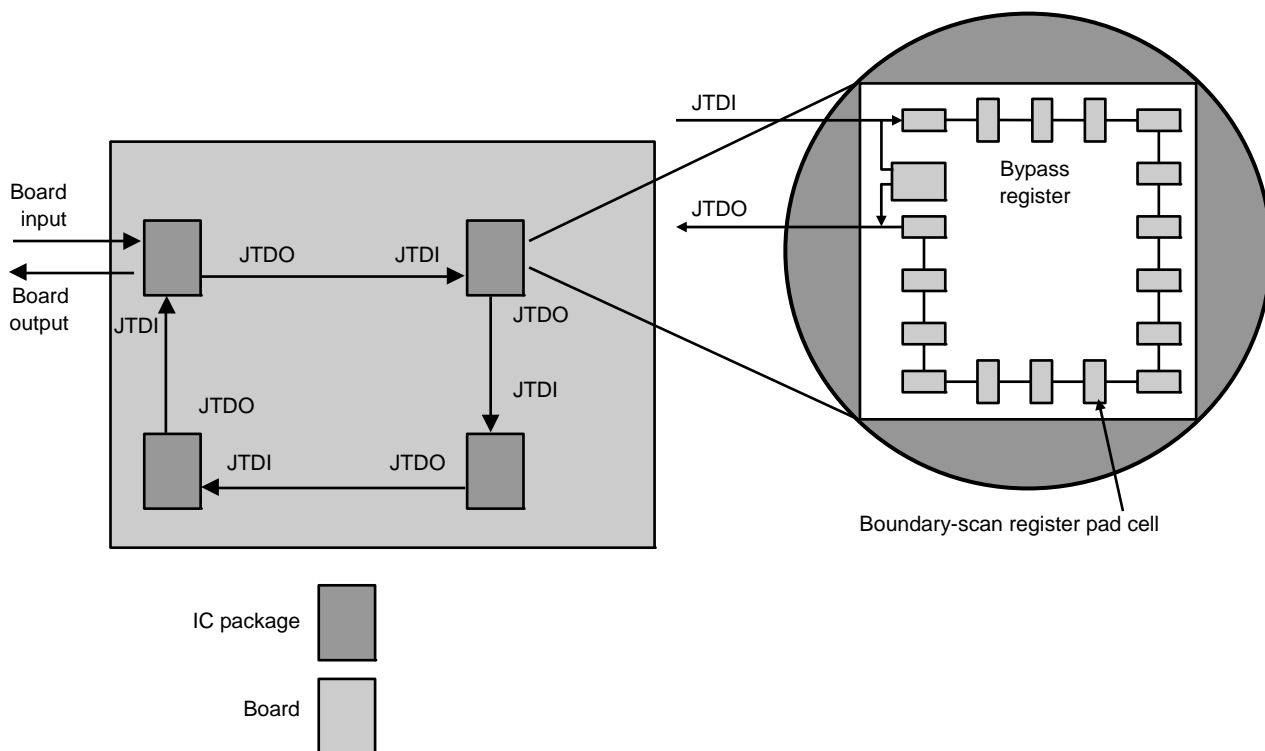 JTDI
Bypass
register
JTDO
Board
input
JTDO
JTDI
Board
output
JTDI
JTDO
JTDI
JTDO
JTDI
JTDO
Boundary-scan register pad cell
IC package
Board